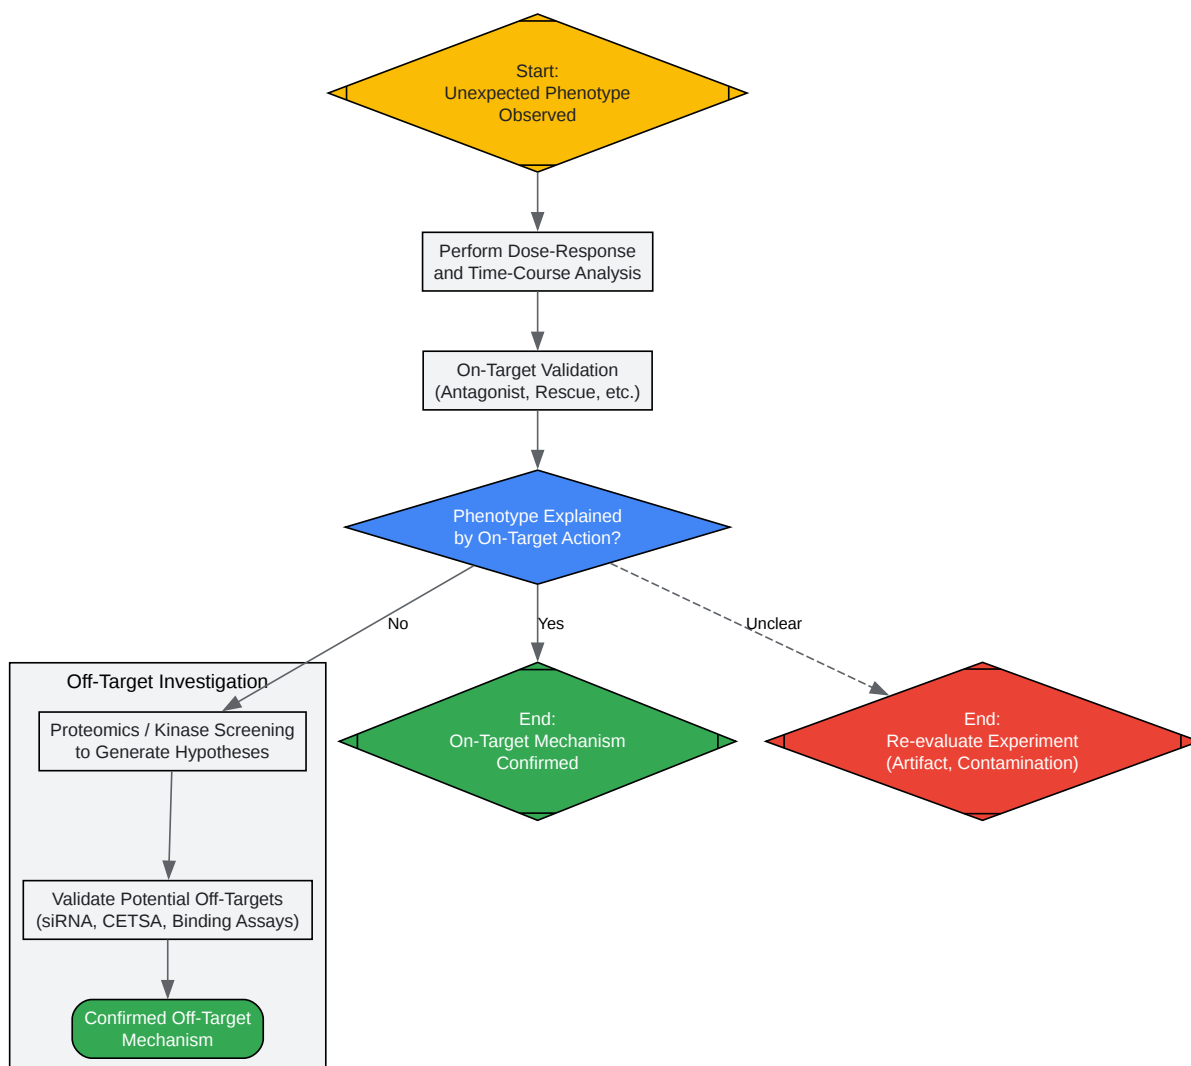 Start:
Unexpected Phenotype
Observed
Perform Dose-Response
and Time-Course Analysis
On-Target Validation
(Antagonist, Rescue, etc.)
Phenotype Explained
by On-Target Action?
No
Yes
Unclear
Off-Target Investigation
Proteomics / Kinase Screening
to Generate Hypotheses
Validate Potential Off-Targets
(siRNA, CETSA, Binding Assays)
Confirmed Off-Target
Mechanism
End:
On-Target Mechanism
Confirmed
End:
Re-evaluate Experiment
(Artifact, Contamination)